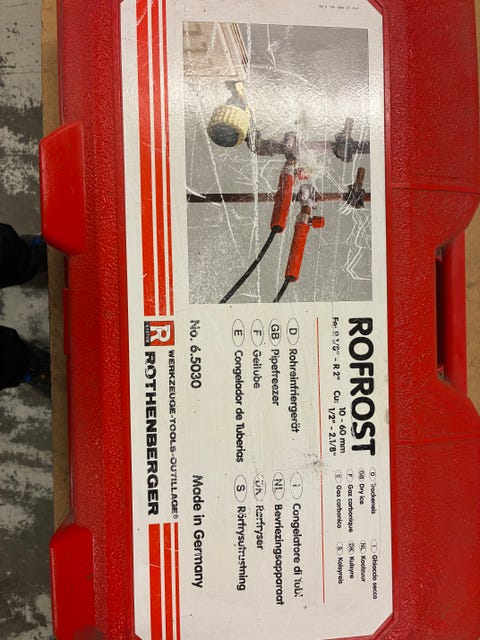 ROFROST
Fe: R 1/8" - R 2" Cu: 10 - 60 mm
1/2" - 2.1/8"
D Trockeneis
GB Dry ice
F Gaz carbonique
E Gas carbonico
I Ghiaccio secco
NL Koolzuur
DK Kulsyre
S Kolsyreis
D Rohreinfriergerät
GB Pipefreezer
F Gelitube
E Congelador de Tuberias
I Congelatore di Tubi
NL Bevriezingsapparaat
DK Rørfryser
S Rörfrysutrustning
No. 6.5030
Made in Germany
WERKZEUGE·TOOLS·OUTILLAGE
R ROTHENBERGER